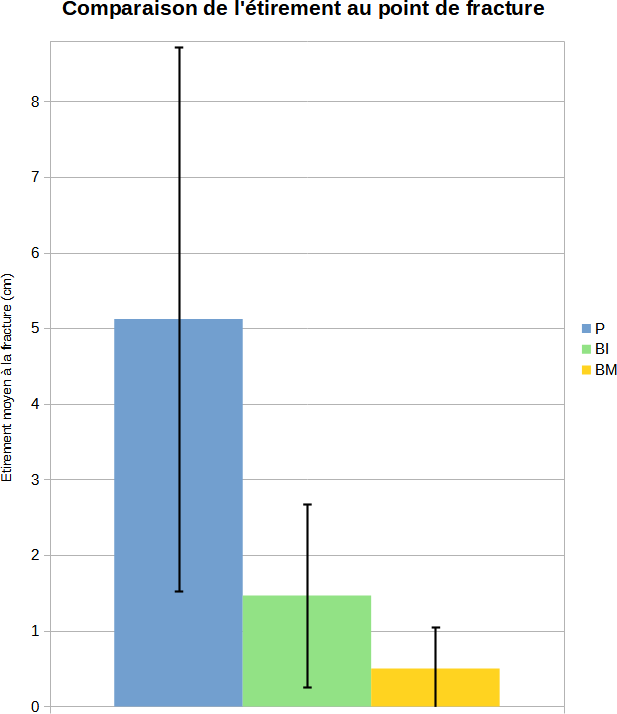 Comparaison de l'étirement au point de fracture
Etirement moyen à la fracture (cm)
8
7
6
5
4
3
2
1
0
P
BI
BM